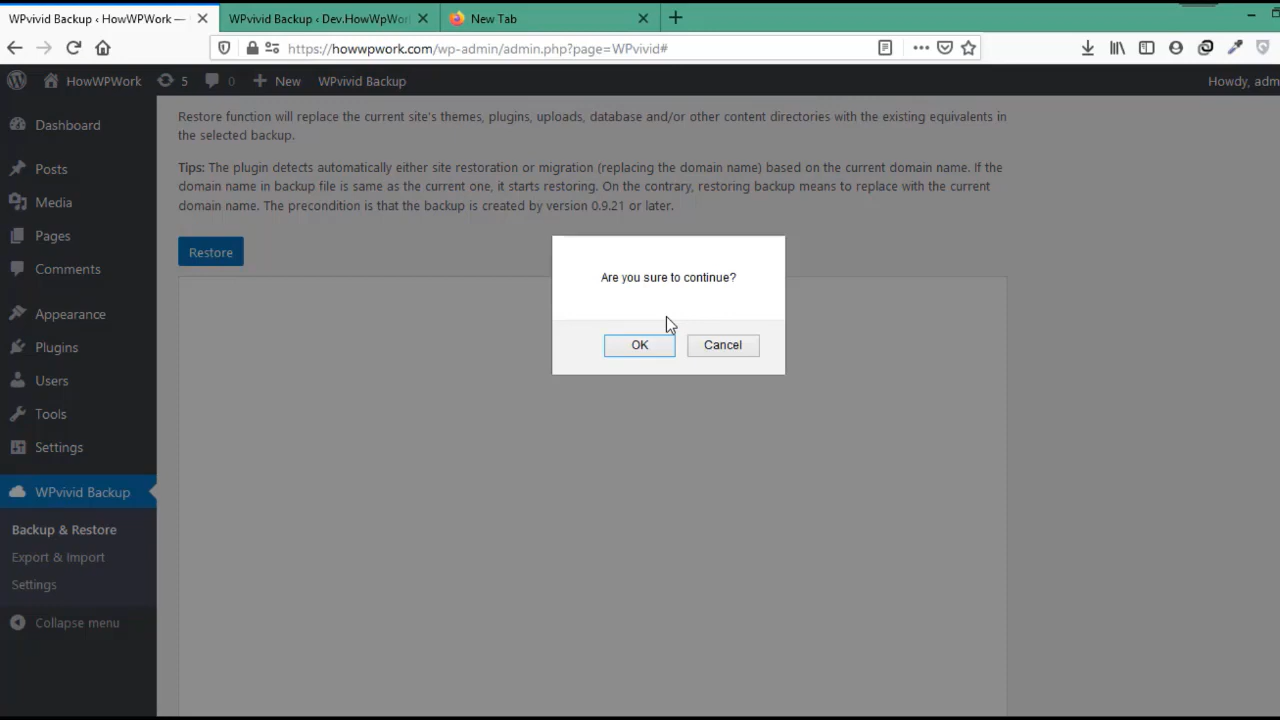 WPvivid Backup ‹ HowWPWork —
WPvivid Backup ‹ Dev.HowWpWor
New Tab
https://howwpwork.com/wp-admin/admin.php?page=WPvivid#
HowWPWork
5
0
New
WPvivid Backup
Howdy, adm
Dashboard
Posts
Media
Pages
Comments
Appearance
Plugins
Users
Tools
Settings
WPvivid Backup
Backup & Restore
Export & Import
Settings
Collapse menu
Restore function will replace the current site's themes, plugins, uploads, database and/or other content directories with the existing equivalents in
the selected backup.
Tips: The plugin detects automatically either site restoration or migration (replacing the domain name) based on the current domain name. If the
domain name in backup file is same as the current one, it starts restoring. On the contrary, restoring backup means to replace with the current
domain name. The precondition is that the backup is created by version 0.9.21 or later.
Restore
Are you sure to continue?
OK
Cancel